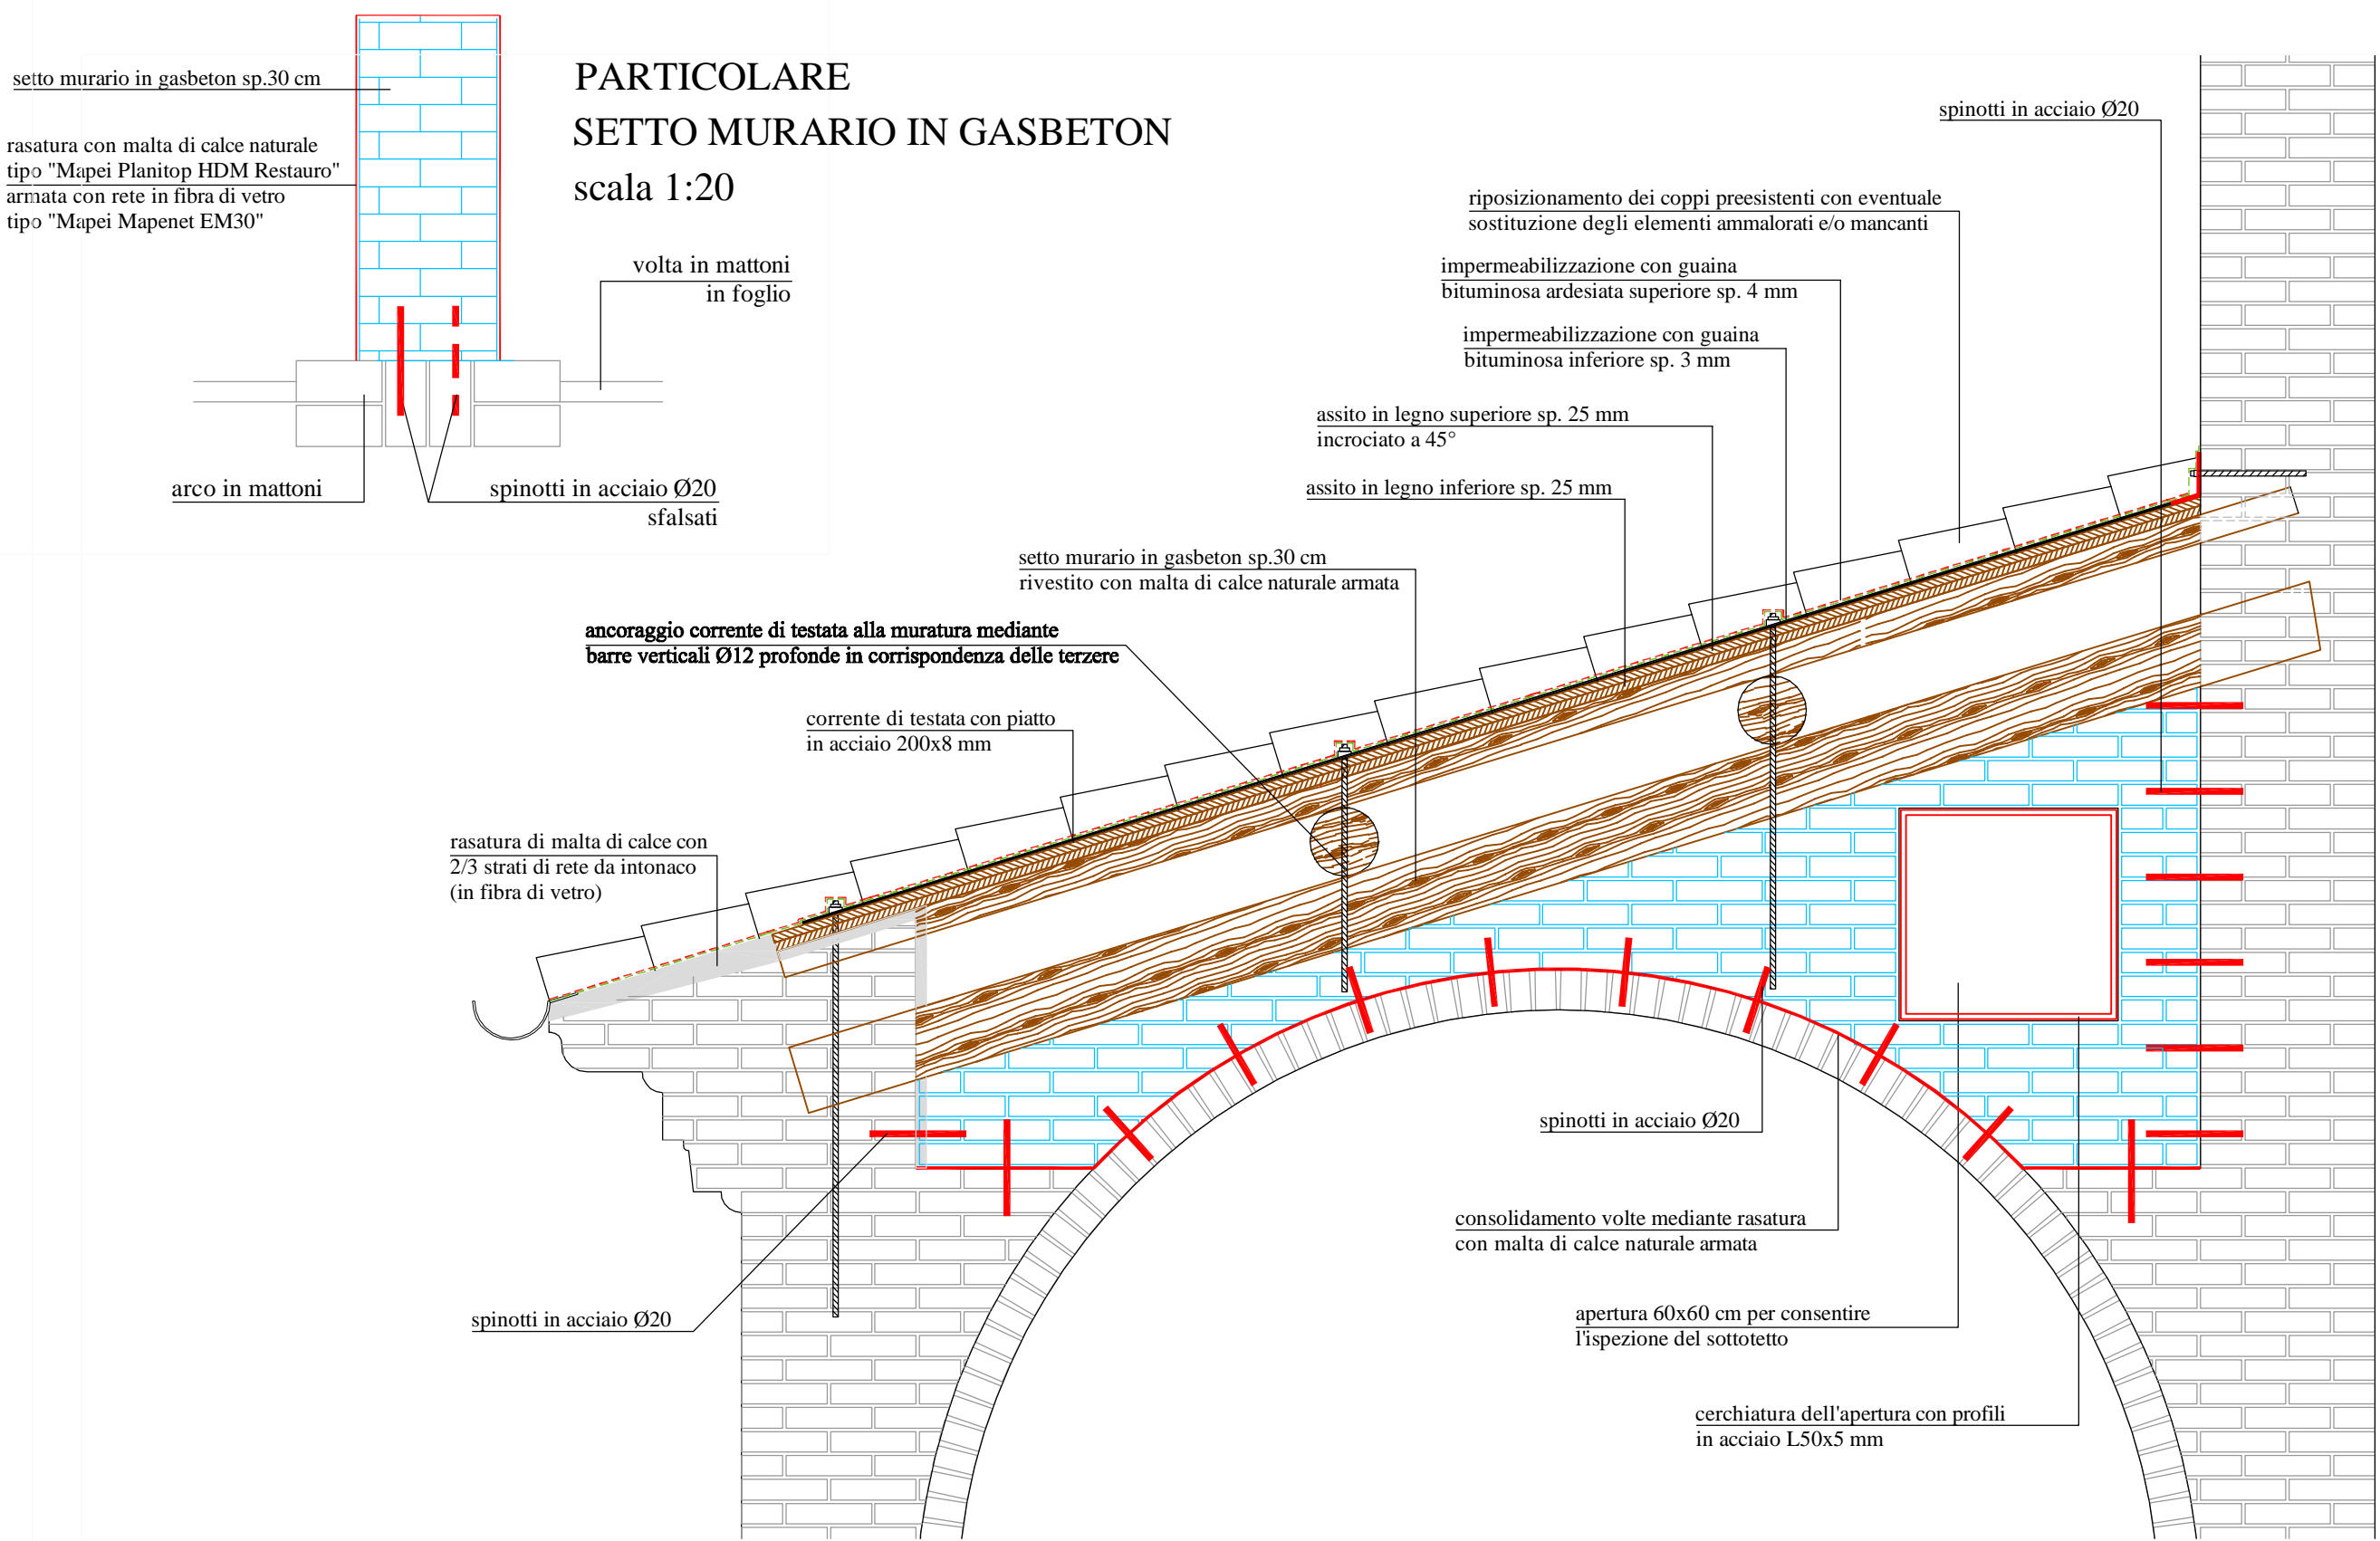 PARTICOLARE
SETTO MURARIO IN GASBETON
scala 1:20
setto murario in gasbeton sp.30 cm
rasatura con malta di calce naturale
tipo "Mapei Planitop HDM Restauro"
armata con rete in fibra di vetro
tipo "Mapei Mapenet EM30"
volta in mattoni
in foglio
arco in mattoni
spinotti in acciaio Ø20
sfalsati
spinotti in acciaio Ø20
riposizionamento dei coppi preesistenti con eventuale
sostituzione degli elementi ammalorati e/o mancanti
impermeabilizzazione con guaina
bituminosa ardesiata superiore sp. 4 mm
impermeabilizzazione con guaina
bituminosa inferiore sp. 3 mm
assito in legno superiore sp. 25 mm
incrociato a 45°
assito in legno inferiore sp. 25 mm
setto murario in gasbeton sp.30 cm
rivestito con malta di calce naturale armata
ancoraggio corrente di testata alla muratura mediante
barre verticali Ø12 profonde in corrispondenza delle terzere
corrente di testata con piatto
in acciaio 200x8 mm
rasatura di malta di calce con
2/3 strati di rete da intonaco
(in fibra di vetro)
spinotti in acciaio Ø20
spinotti in acciaio Ø20
consolidamento volte mediante rasatura
con malta di calce naturale armata
apertura 60x60 cm per consentire
l'ispezione del sottotetto
cerchiatura dell'apertura con profili
in acciaio L50x5 mm